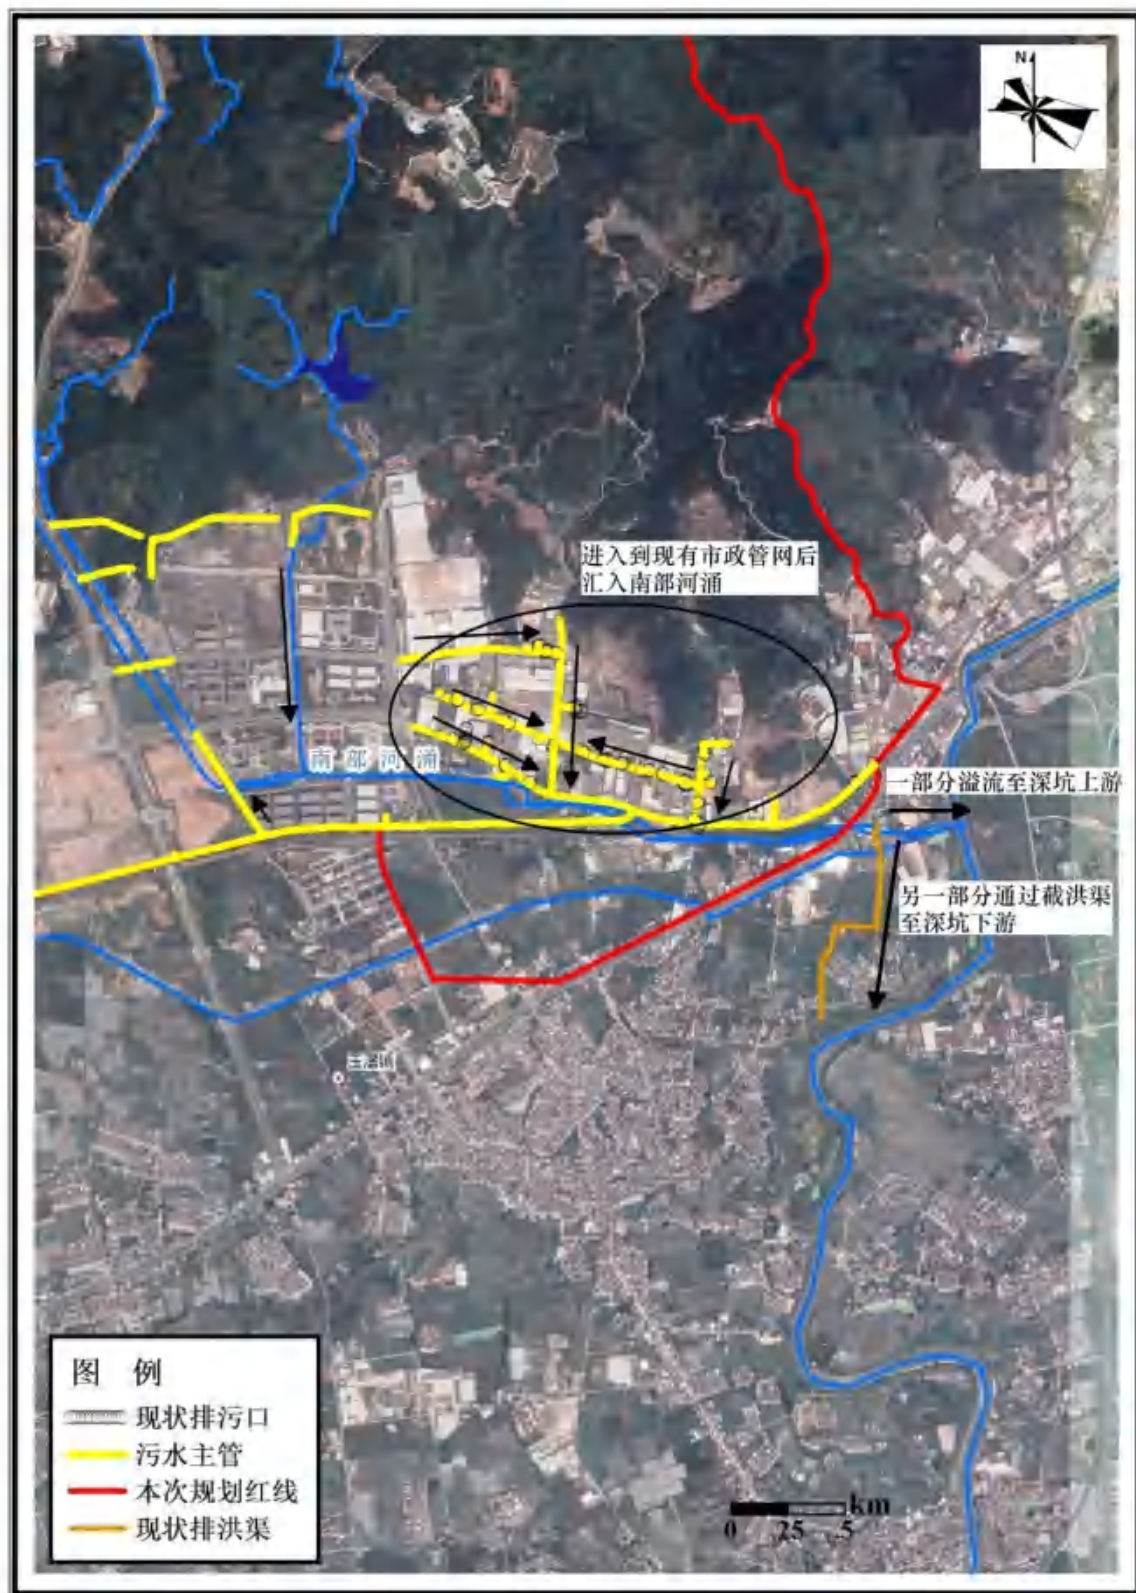 N
进入到现有市政管网后
汇入南部河涌
南部河涌
一部分溢流至深坑上游
另一部分通过截洪渠
至深坑下游
图 例
现状排污口
污水主管
本次规划红线
现状排洪渠
km
0 .25 .5